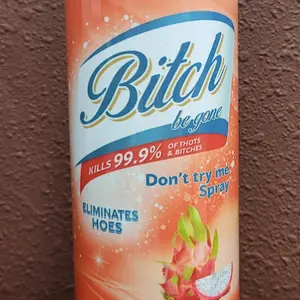 Bitch
be gone
KILLS 99.9% OF THOTS
& BITCHES
Don't try me
Spray
ELIMINATES
HOES